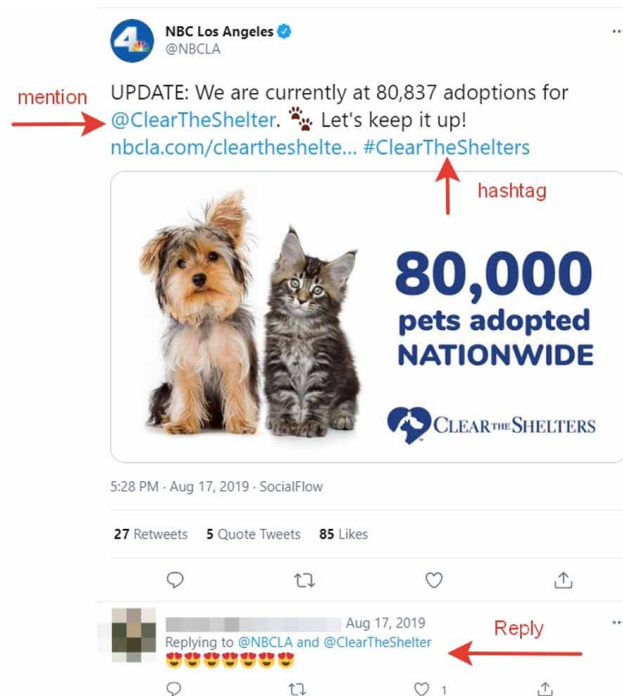 NBC Los Angeles
@NBCLA
UPDATE: We are currently at 80,837 adoptions for
mention
@ClearTheShelter. 🐾 Let's keep it up!
nbcla.com/cleartheshelte... #ClearTheShelters
hashtag
80,000
pets adopted
NATIONWIDE
CLEAR THE SHELTERS
5:28 PM · Aug 17, 2019 · SocialFlow
27 Retweets 5 Quote Tweets 85 Likes
Aug 17, 2019
Reply
Replying to @NBCLA and @ClearTheShelter
😍😍😍😍😍😍😍
1